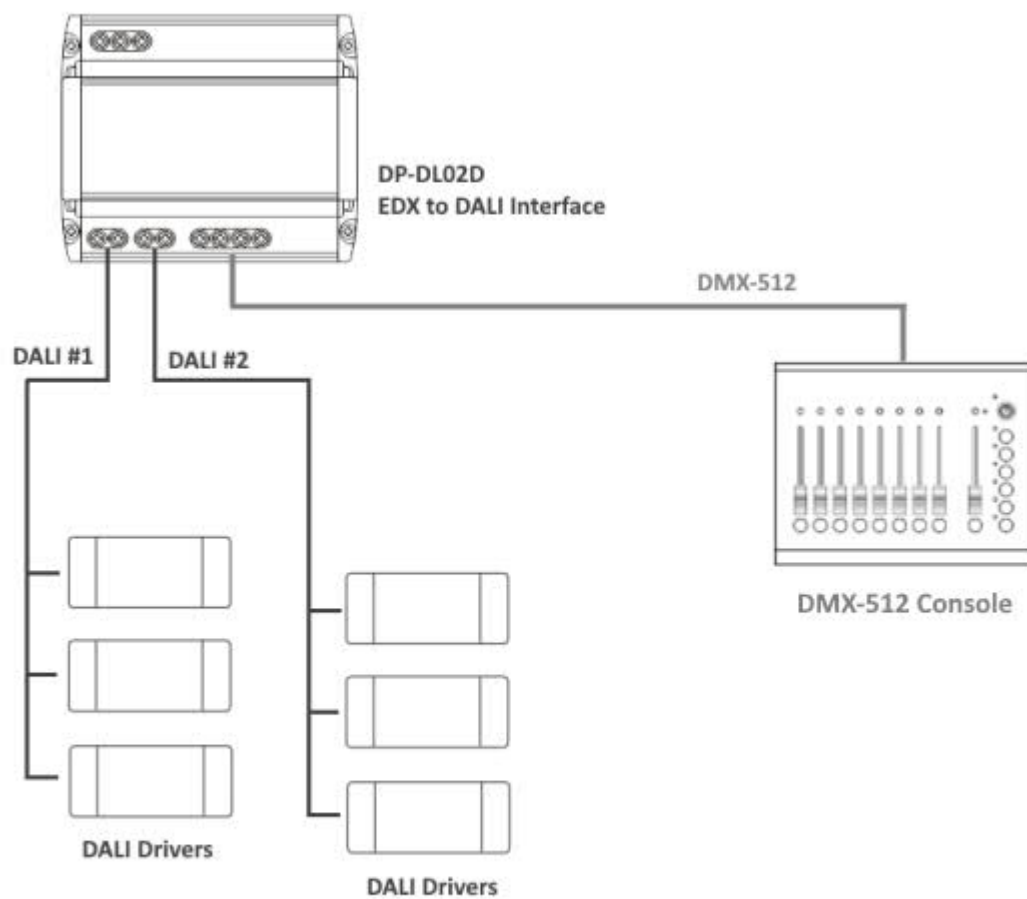 DP-DL02D
EDX to DALI Interface
DMX-512
DALI #1
DALI #2
DMX-512 Console
DALI Drivers
DALI Drivers